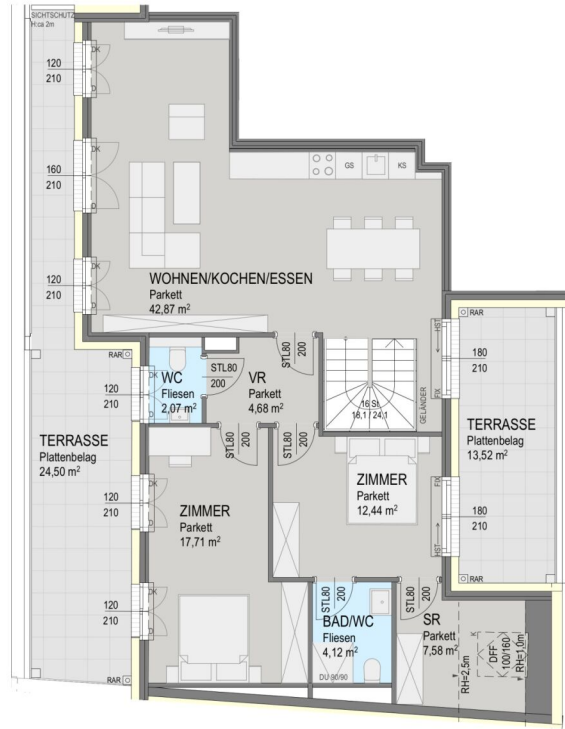 SICHTSCHUTZ
H:ca 2m
DK
D
120
210
DK
D
160
210
GS
KS
DK
D
120
210
WOHNEN/KOCHEN/ESSEN
Parkett
42,87 m²
RAR
RAR
HST
180
210
FIX
STL80
200
WC
Fliesen
2,07 m²
STL80
200
VR
Parkett
4,68 m²
16 St
18,1 / 24,1
GELÄNDER
120
210
TERRASSE
Plattenbelag
24,50 m²
TERRASSE
Plattenbelag
13,52 m²
STL80
200
STL80
200
ZIMMER
Parkett
12,44 m²
FIX
180
210
HST
DK
D
120
210
ZIMMER
Parkett
17,71 m²
RAR
DK
D
120
210
STL80
200
STL80
200
BAD/WC
Fliesen
4,12 m²
DU 90/90
SR
Parkett
7,58 m²
RH=2,5m
K
DFF
100/160
RH=1,0m
RAR